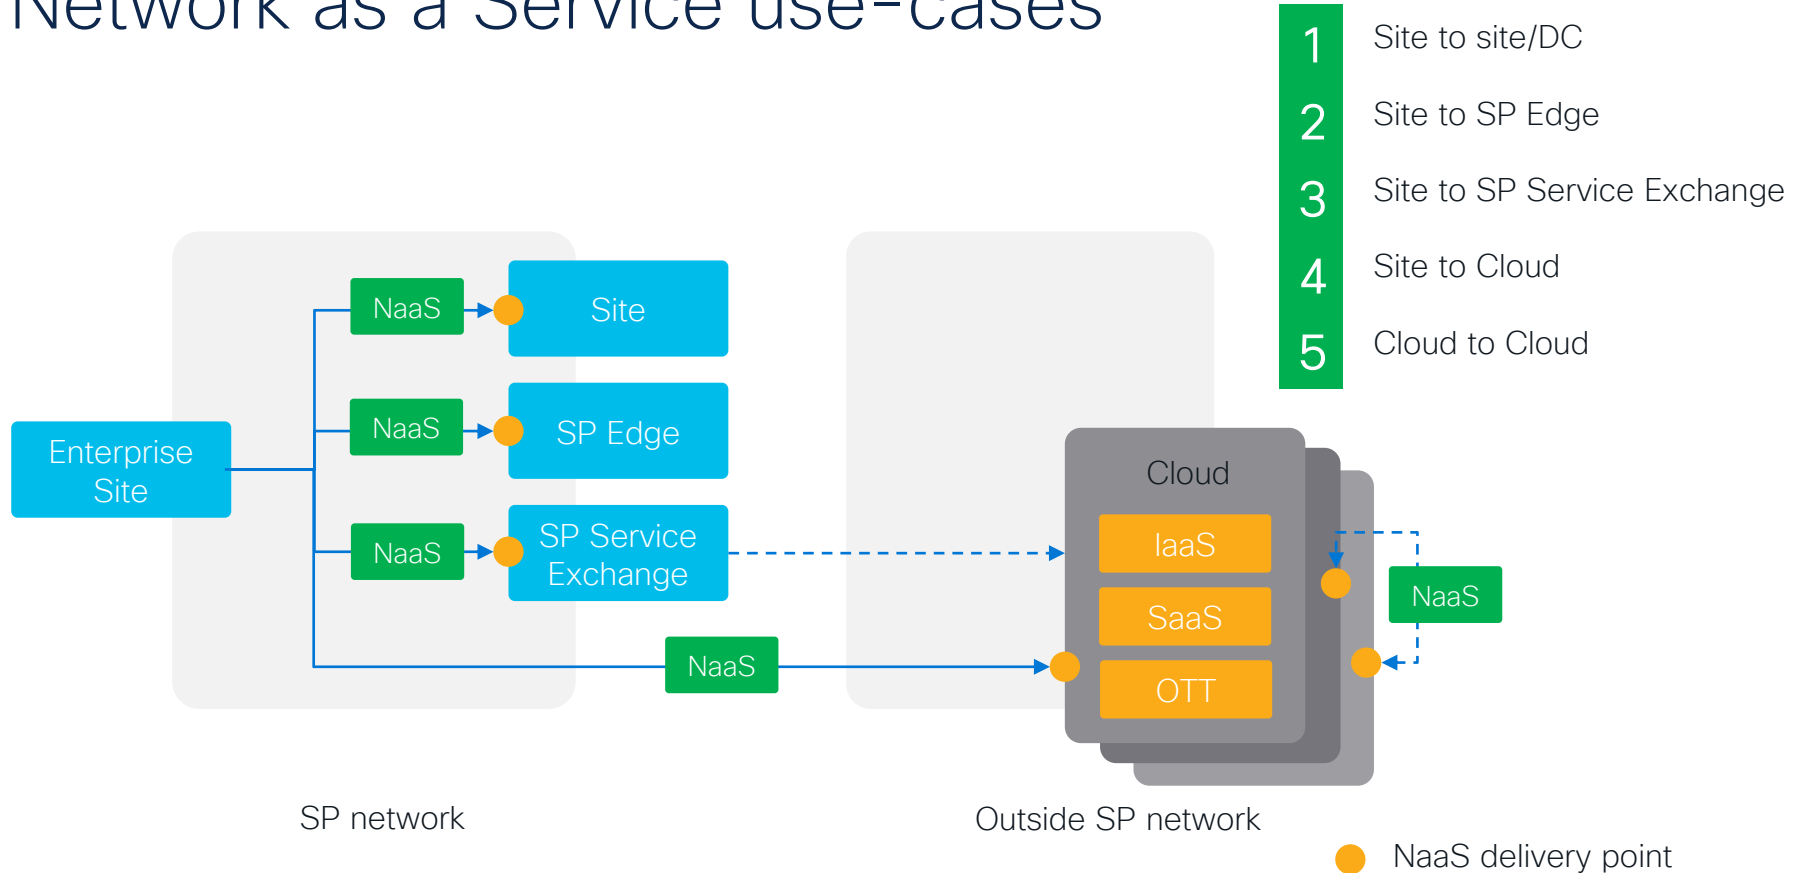 Network as a Service use-cases
1 Site to site/DC
2 Site to SP Edge
3 Site to SP Service Exchange
4 Site to Cloud
5 Cloud to Cloud
NaaS
Site
NaaS
SP Edge
Enterprise
Site
NaaS
SP Service
Exchange
NaaS
Cloud
IaaS
SaaS
OTT
NaaS
SP network
Outside SP network
NaaS delivery point